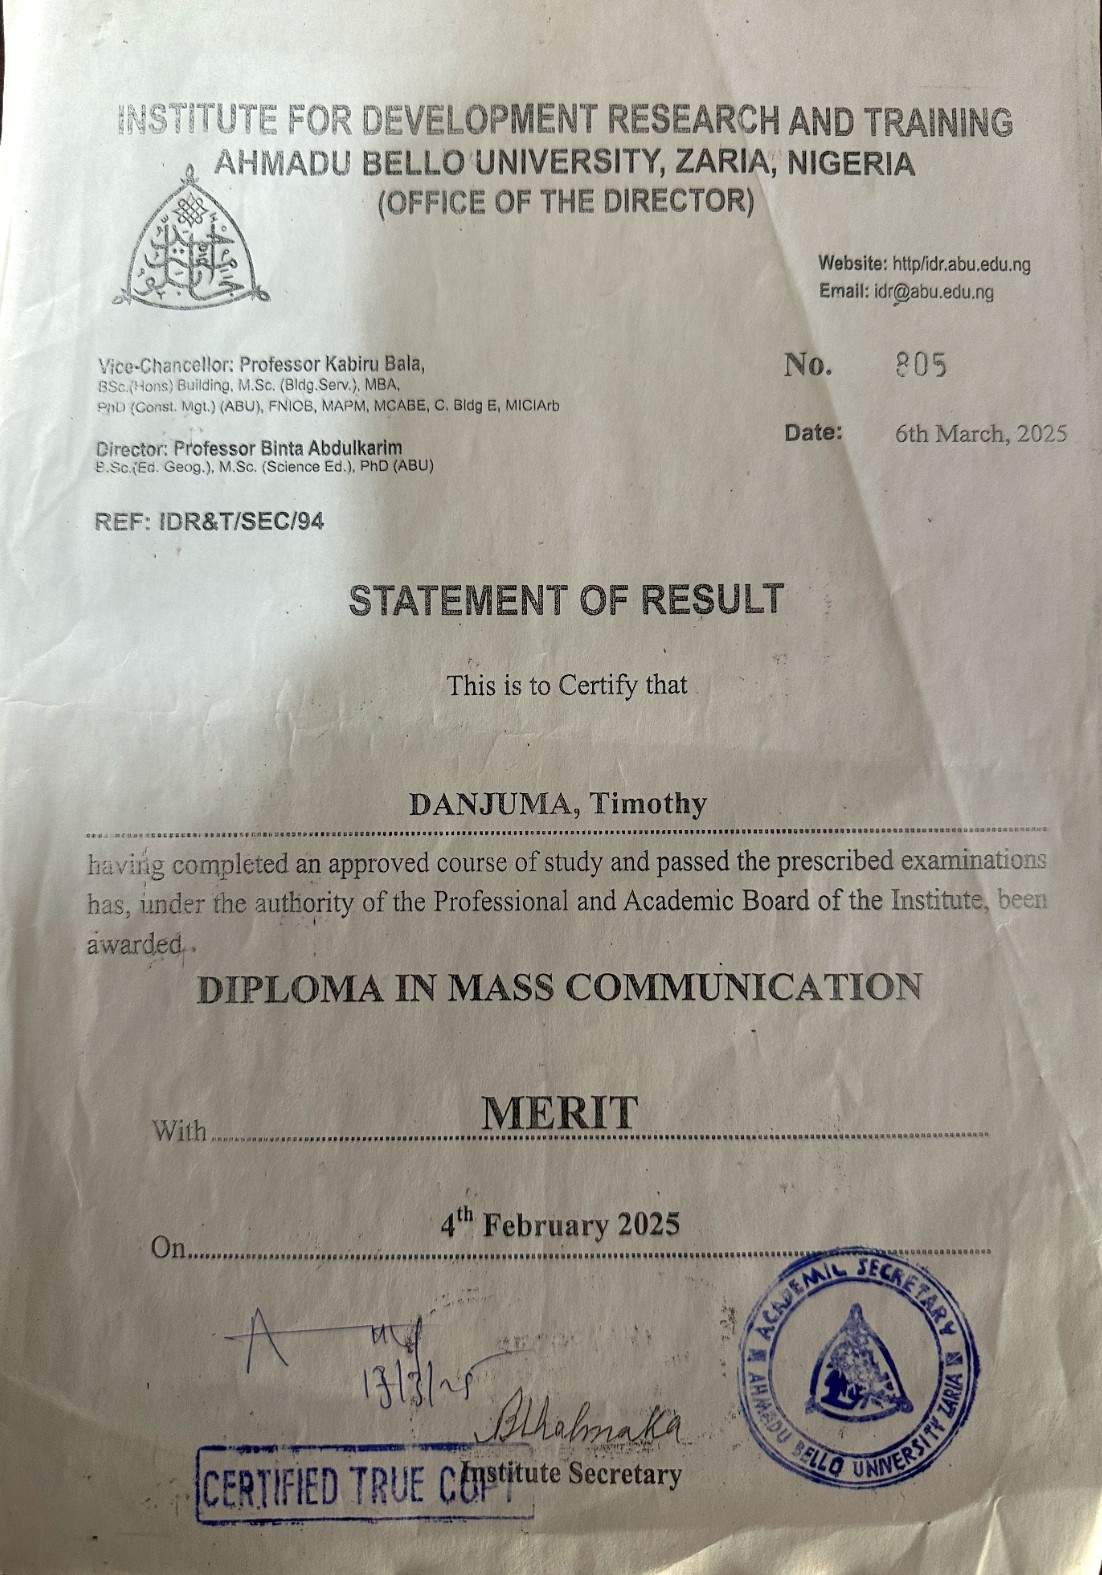 INSTITUTE FOR DEVELOPMENT RESEARCH AND TRAINING
AHMADU BELLO UNIVERSITY, ZARIA, NIGERIA
(OFFICE OF THE DIRECTOR)
Website: http/idr.abu.edu.ng
Email: idr@abu.edu.ng
Vice-Chancellor: Professor Kabiru Bala,
BSc.(Hons) Building, M.Sc. (Bldg.Serv.), MBA,
PhD (Const. Mgt.) (ABU), FNIOB, MAPM, MCABE, C. Bldg E, MICIArb
No. 805
Date: 6th March, 2025
Director: Professor Binta Abdulkarim
B.Sc.(Ed. Geog.), M.Sc. (Science Ed.), PhD (ABU)
REF: IDR&T/SEC/94
STATEMENT OF RESULT
This is to Certify that
DANJUMA, Timothy
having completed an approved course of study and passed the prescribed examinations
has, under the authority of the Professional and Academic Board of the Institute, been
awarded.
DIPLOMA IN MASS COMMUNICATION
With MERIT
On 4th February 2025
Institute Secretary
CERTIFIED TRUE COPY
ACADEMIC SECRETARY
AHMADU BELLO UNIVERSITY ZARIA